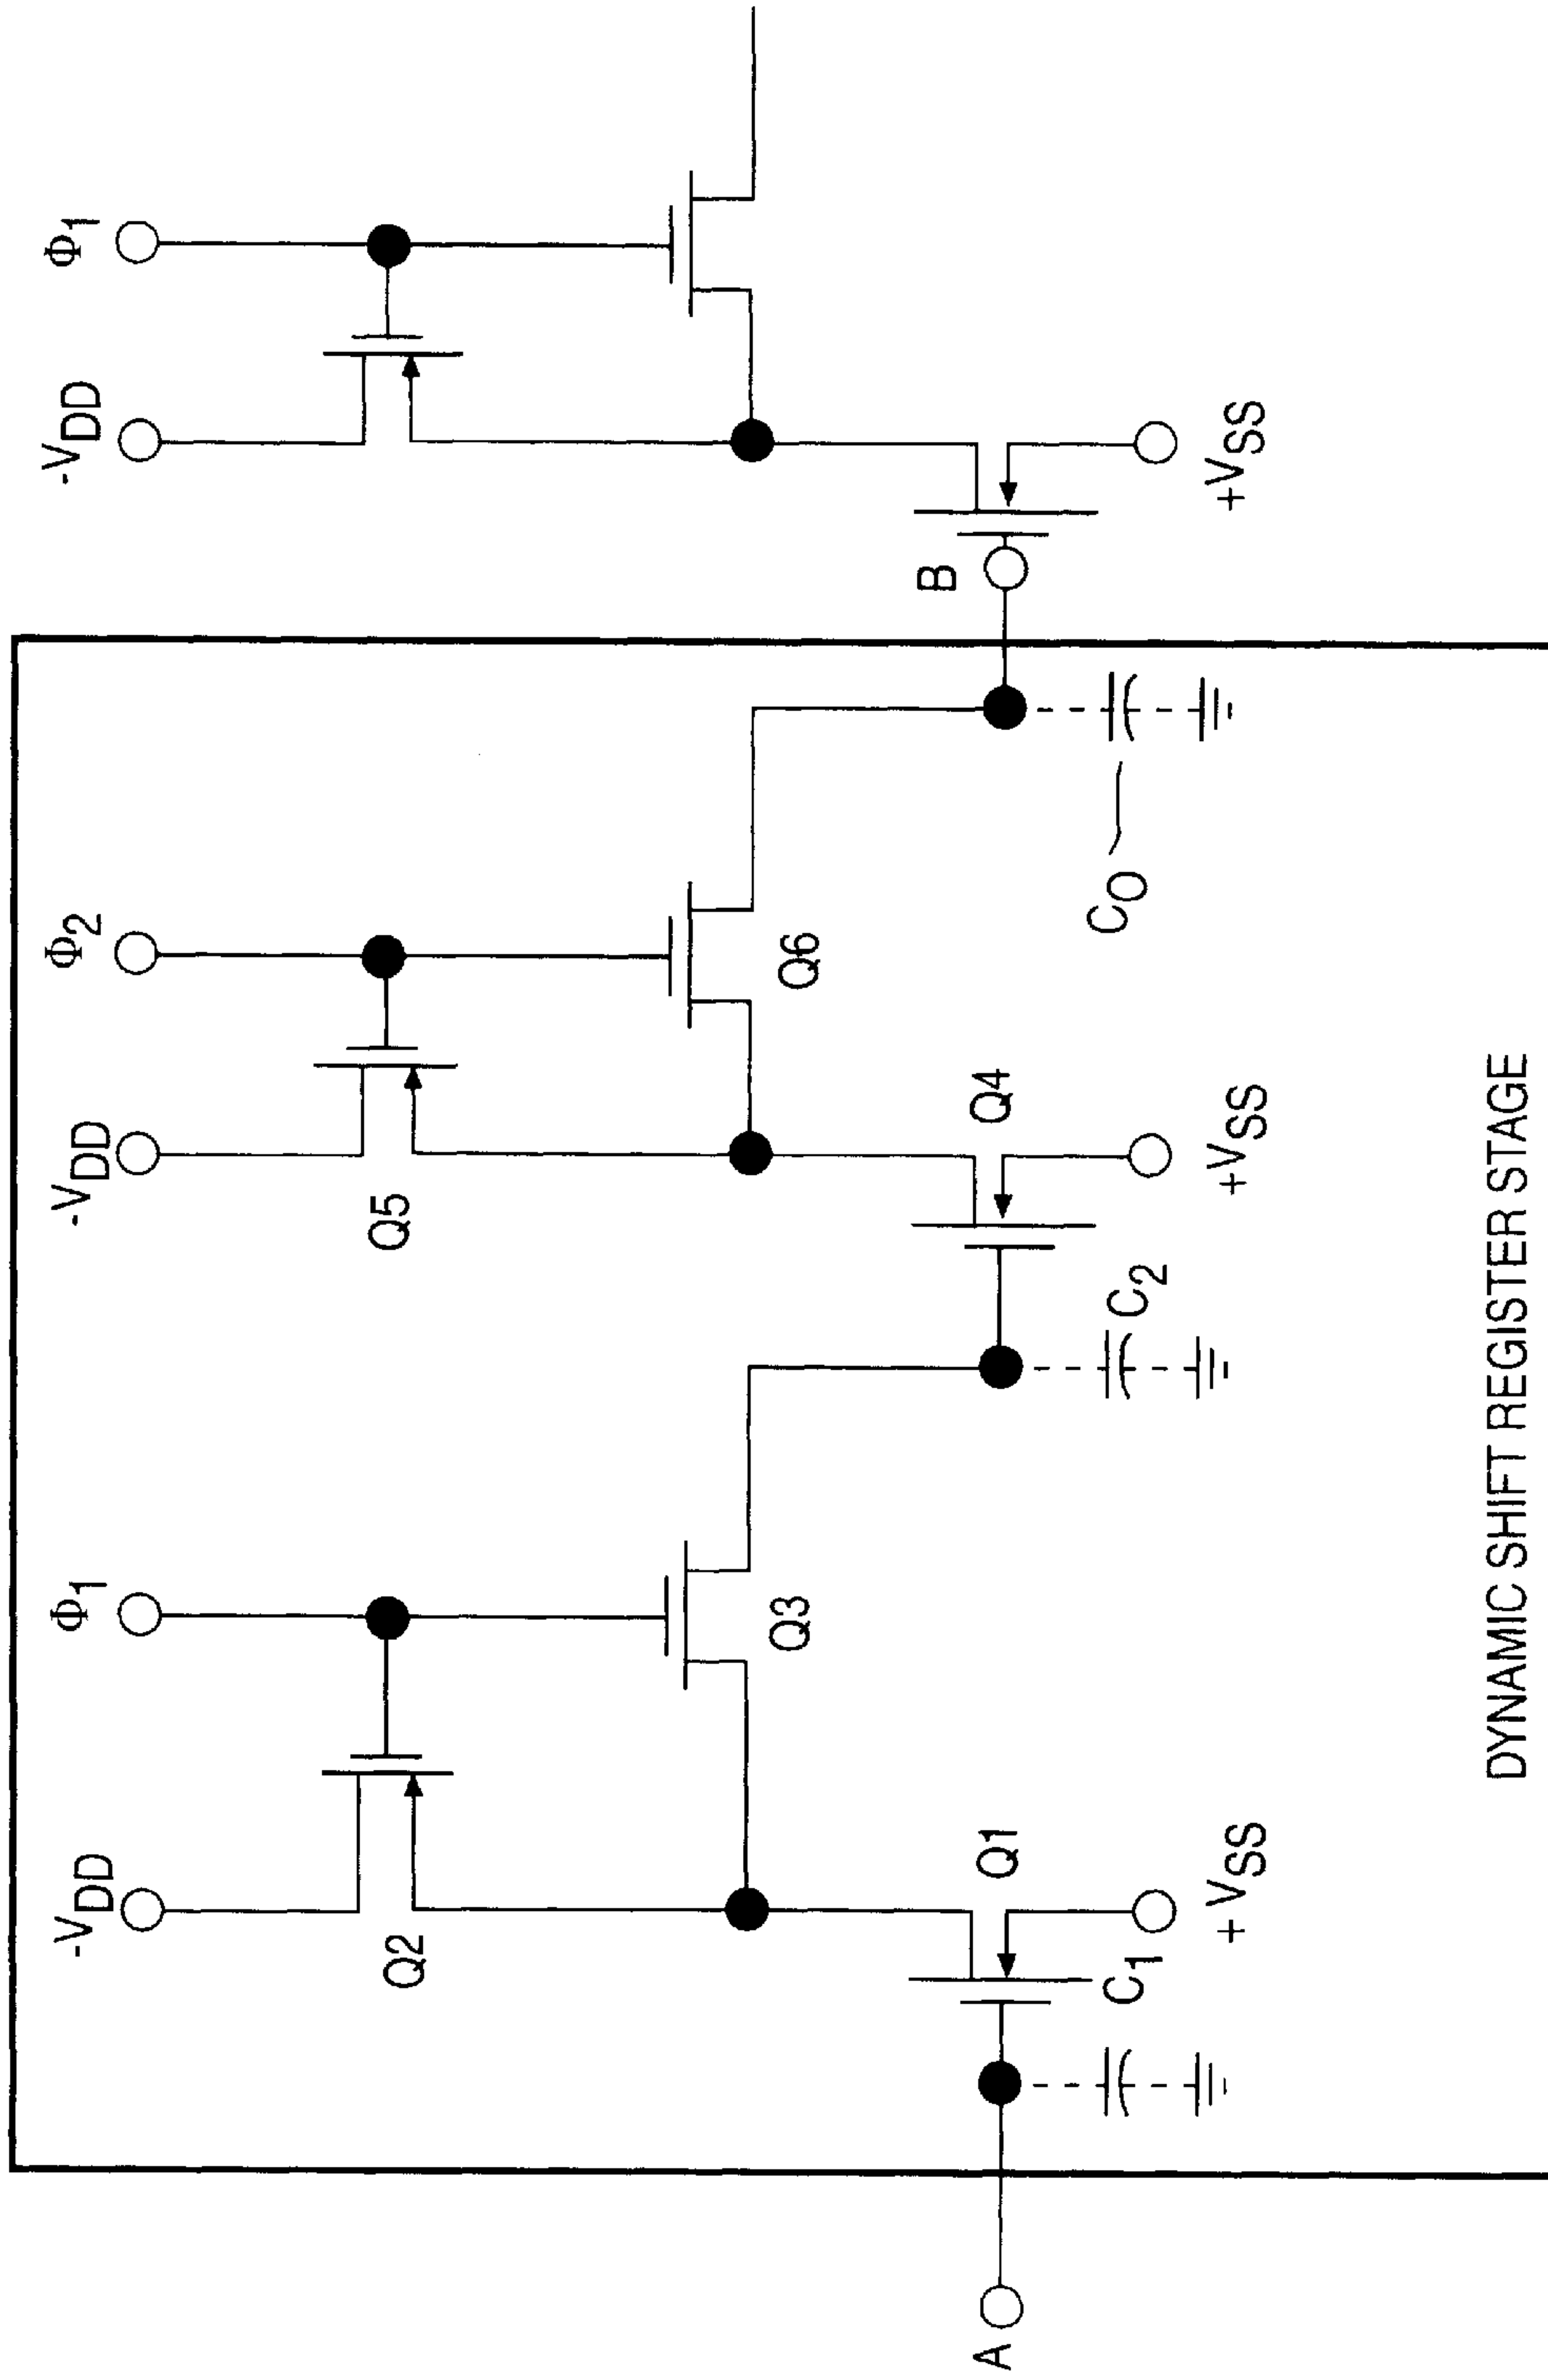 -VDD
Φ1
-VDD
Φ2
-VDD
Φ1
Q2
Q5
Q3
Q6
A
Q1
C1
+VSS
C2
Q4
+VSS
CO
B
+VSS
DYNAMIC SHIFT REGISTER STAGE